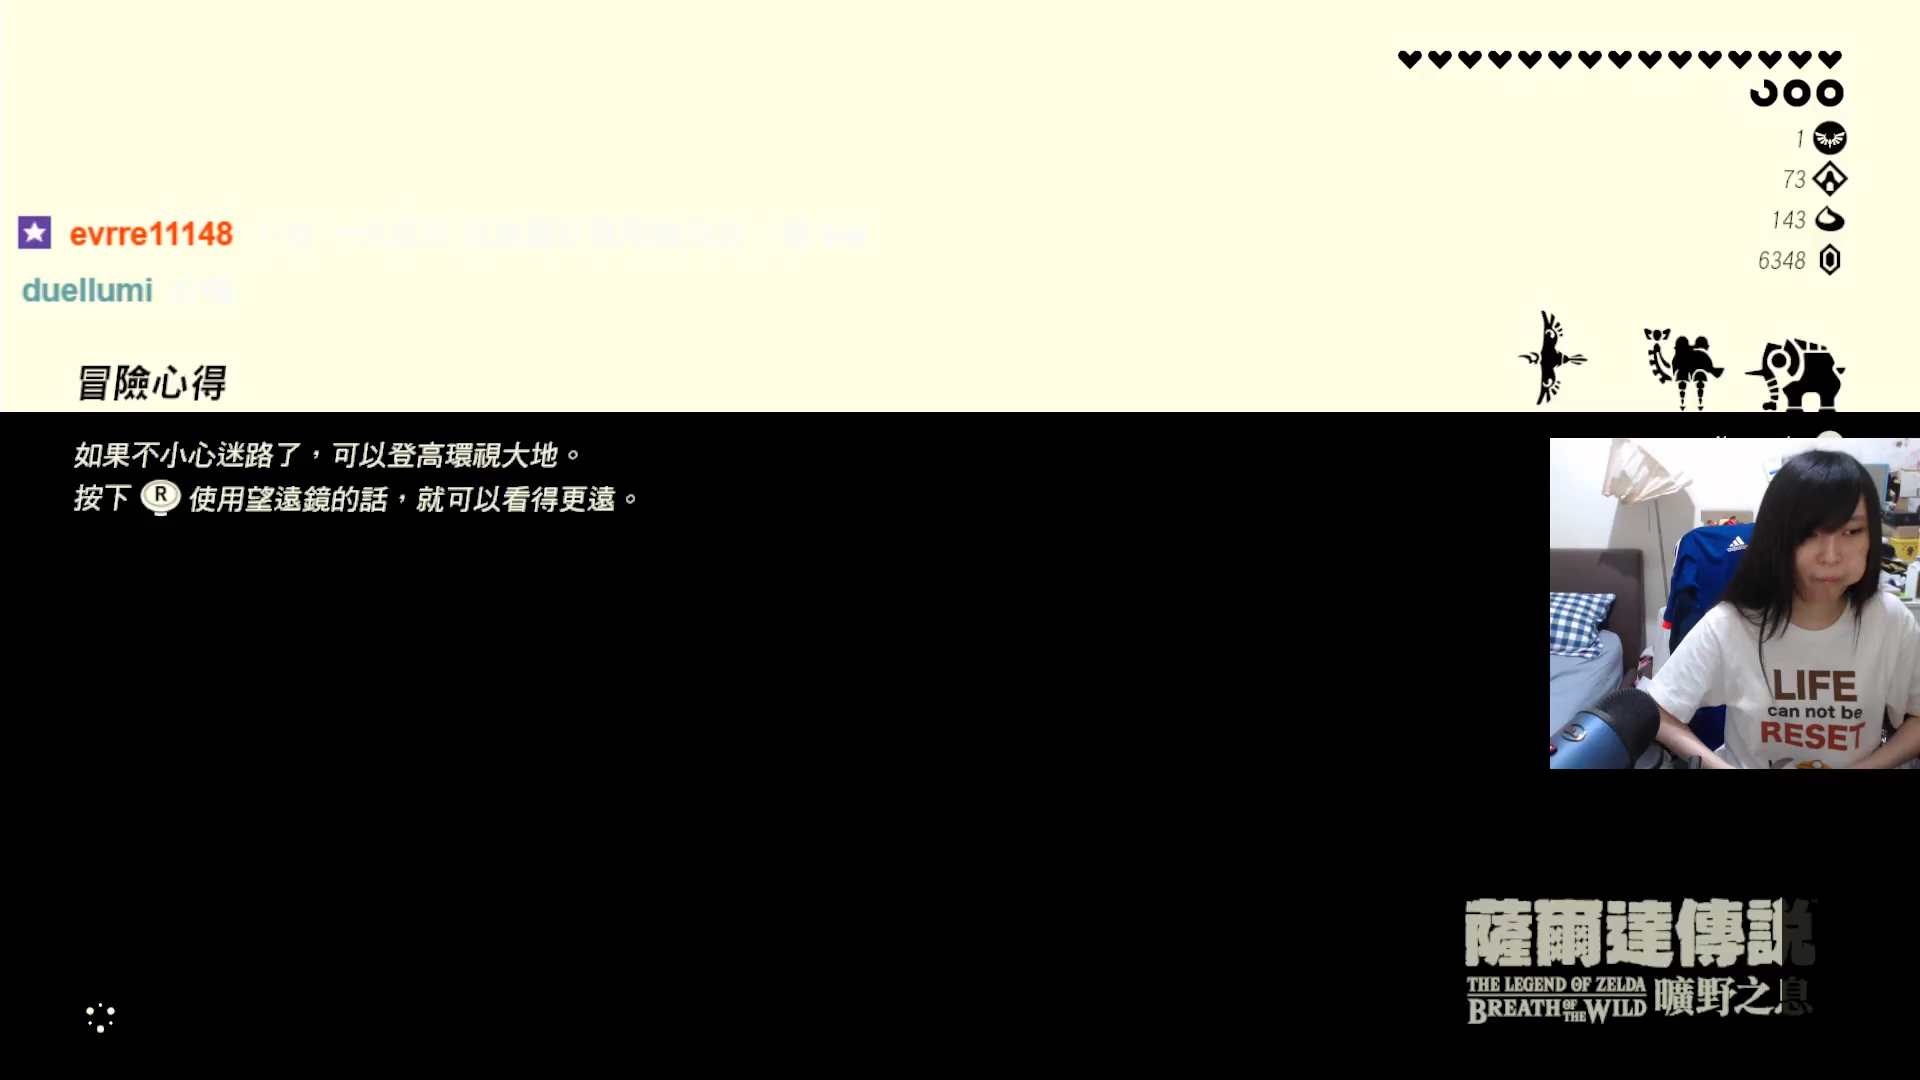 1
73
143
6348
evrre11148
duellumi
冒險心得
如果不小心迷路了，可以登高環視大地。
按下 R 使用望遠鏡的話，就可以看得更遠。
adidas
LIFE
can not be
RESET
薩爾達傳說
THE LEGEND OF ZELDA
BREATH OF THE WILD 曠野之息